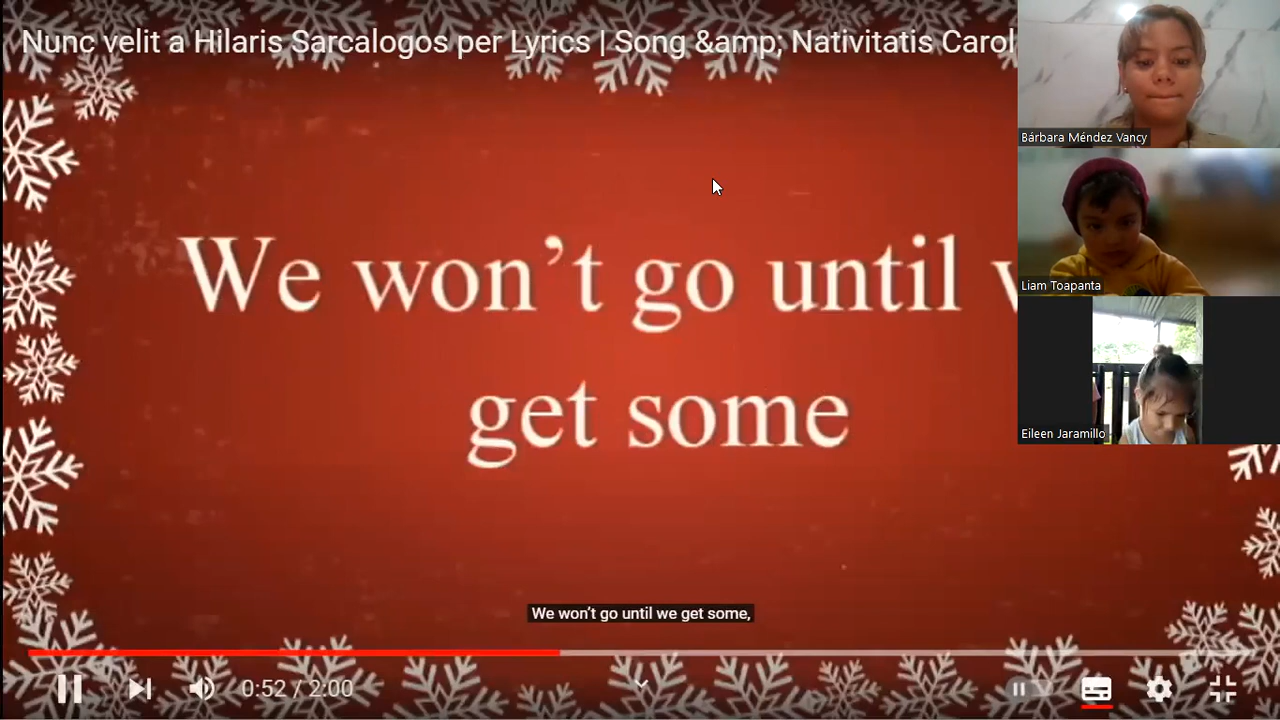 Nunc velit a Hilaris Sarcalogos per Lyrics | Song &amp; Nativitatis Carol
Bárbara Méndez Vancy
We won’t go until
get some
Liam Toapanta
Eileen Jaramillo
We won't go until we get some,
0:52 / 2:00